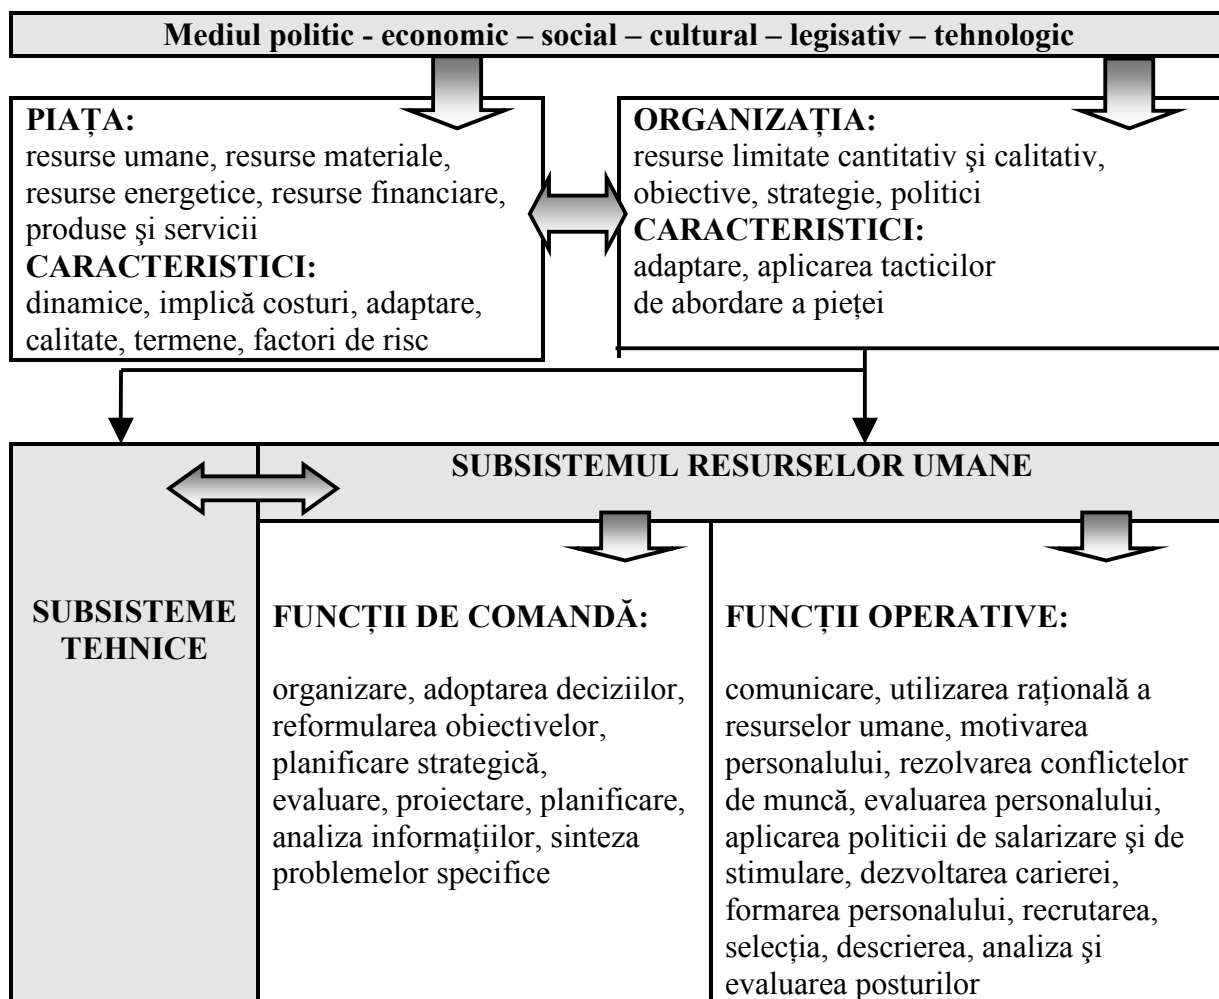 Mediul politic - economic – social – cultural – legisativ – tehnologic
PIAȚA:
resurse umane, resurse materiale,
resurse energetice, resurse financiare,
produse şi servicii
CARACTERISTICI:
dinamice, implică costuri, adaptare,
calitate, termene, factori de risc
ORGANIZAȚIA:
resurse limitate cantitativ şi calitativ,
obiective, strategie, politici
CARACTERISTICI:
adaptare, aplicarea tacticilor
de abordare a pieței
SUBSISTEME
TEHNICE
SUBSISTEMUL RESURSELOR UMANE
FUNCȚII DE COMANDĂ:
organizare, adoptarea deciziilor,
reformularea obiectivelor,
planificare strategică,
evaluare, proiectare, planificare,
analiza informațiilor, sinteza
problemelor specifice
FUNCȚII OPERATIVE:
comunicare, utilizarea rațională a
resurselor umane, motivarea
personalului, rezolvarea conflictelor
de muncă, evaluarea personalului,
aplicarea politicii de salarizare şi de
stimulare, dezvoltarea carierei,
formarea personalului, recrutarea,
selecția, descrierea, analiza şi
evaluarea posturilor